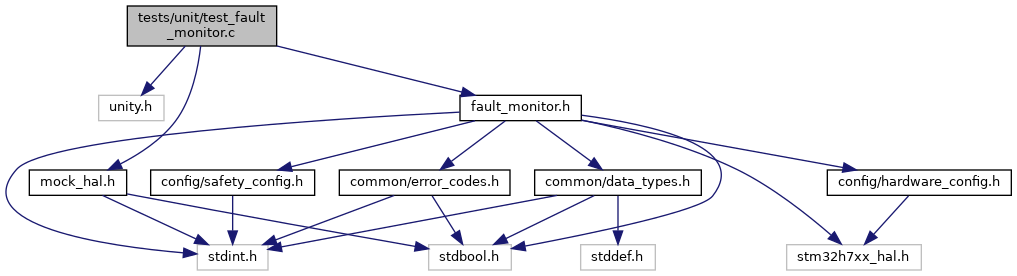 tests/unit/test_fault
_monitor.c
unity.h
fault_monitor.h
mock_hal.h
config/safety_config.h
common/error_codes.h
common/data_types.h
config/hardware_config.h
stdint.h
stdbool.h
stddef.h
stm32h7xx_hal.h